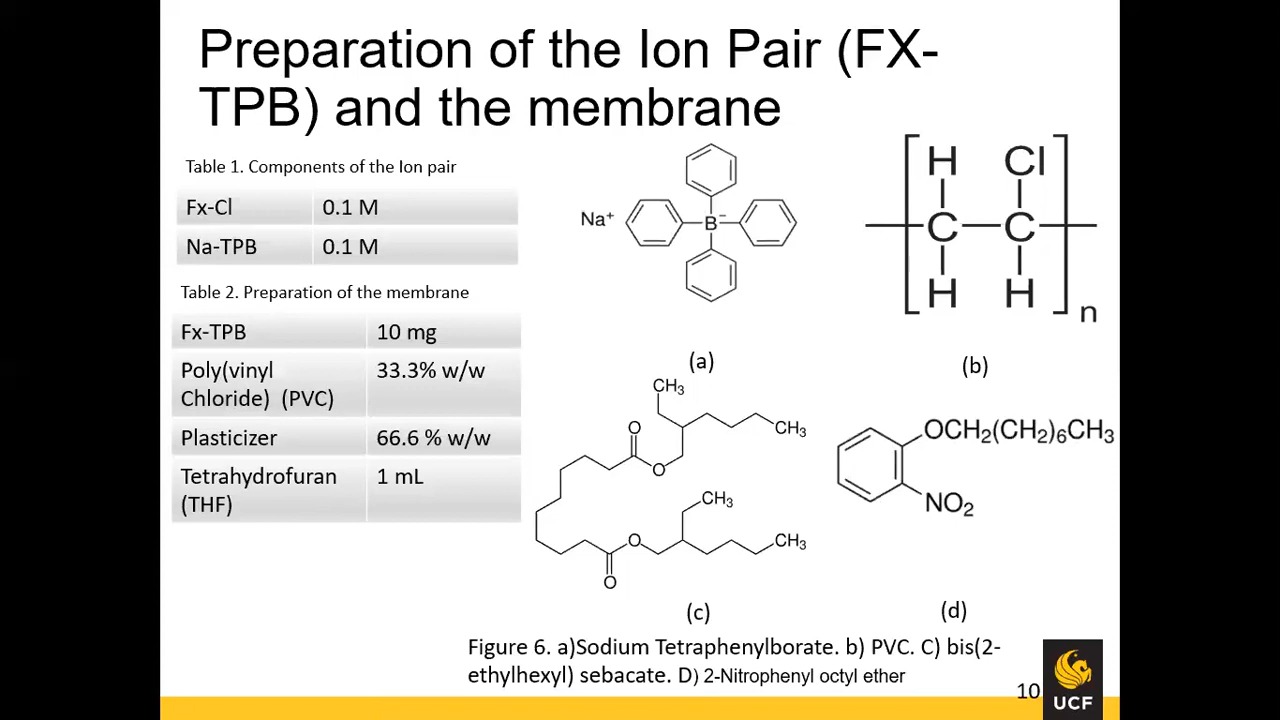 Preparation of the Ion Pair (FX-
TPB) and the membrane
Table 1. Components of the Ion pair
Fx-Cl 0.1 M
Na-TPB 0.1 M
Table 2. Preparation of the membrane
Fx-TPB 10 mg
Poly(vinyl 33.3% w/w
Chloride) (PVC)
Plasticizer 66.6 % w/w
Tetrahydrofuran 1 mL
(THF)
Na⁺
B⁻
(a)
H Cl
C C
H H
n
(b)
CH₃
O
CH₃
O
CH₃
O
CH₃
O
(c)
OCH₂(CH₂)₆CH₃
NO₂
(d)
Figure 6. a)Sodium Tetraphenylborate. b) PVC. C) bis(2-
ethylhexyl) sebacate. D) 2-Nitrophenyl octyl ether
10
UCF